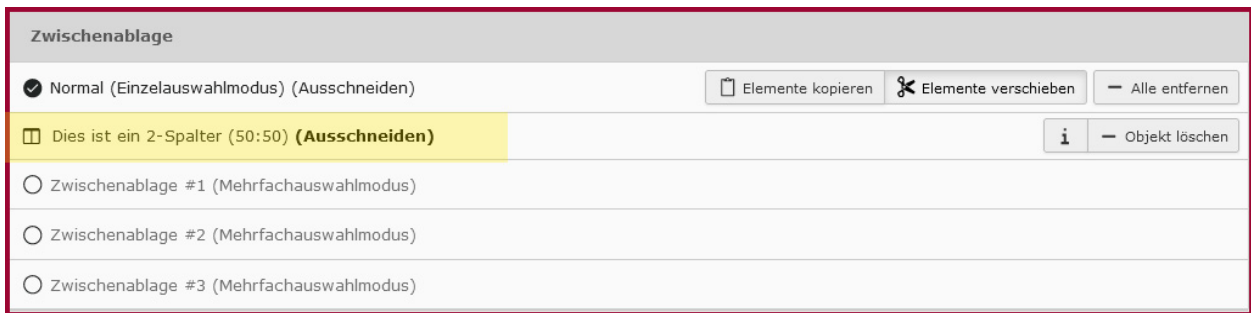 Zwischenablage
Normal (Einzelauswahlmodus) (Ausschneiden) Elemente kopieren Elemente verschieben Alle entfernen
Dies ist ein 2-Spalter (50:50) (Ausschneiden) i Objekt löschen
Zwischenablage #1 (Mehrfachauswahlmodus)
Zwischenablage #2 (Mehrfachauswahlmodus)
Zwischenablage #3 (Mehrfachauswahlmodus)